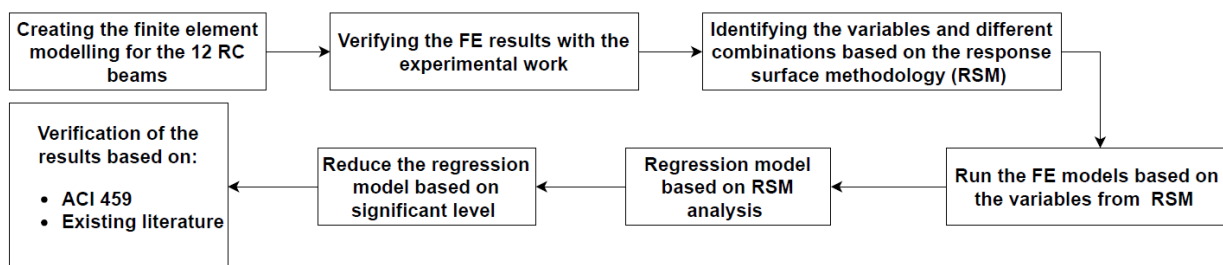 Creating the finite element
modelling for the 12 RC
beams
Verifying the FE results with the
experimental work
Identifying the variables and different
combinations based on the response
surface methodology (RSM)
Run the FE models based on
the variables from RSM
Regression model
based on RSM
analysis
Reduce the regression
model based on
significant level
Verification of the
results based on:
• ACI 459
• Existing literature